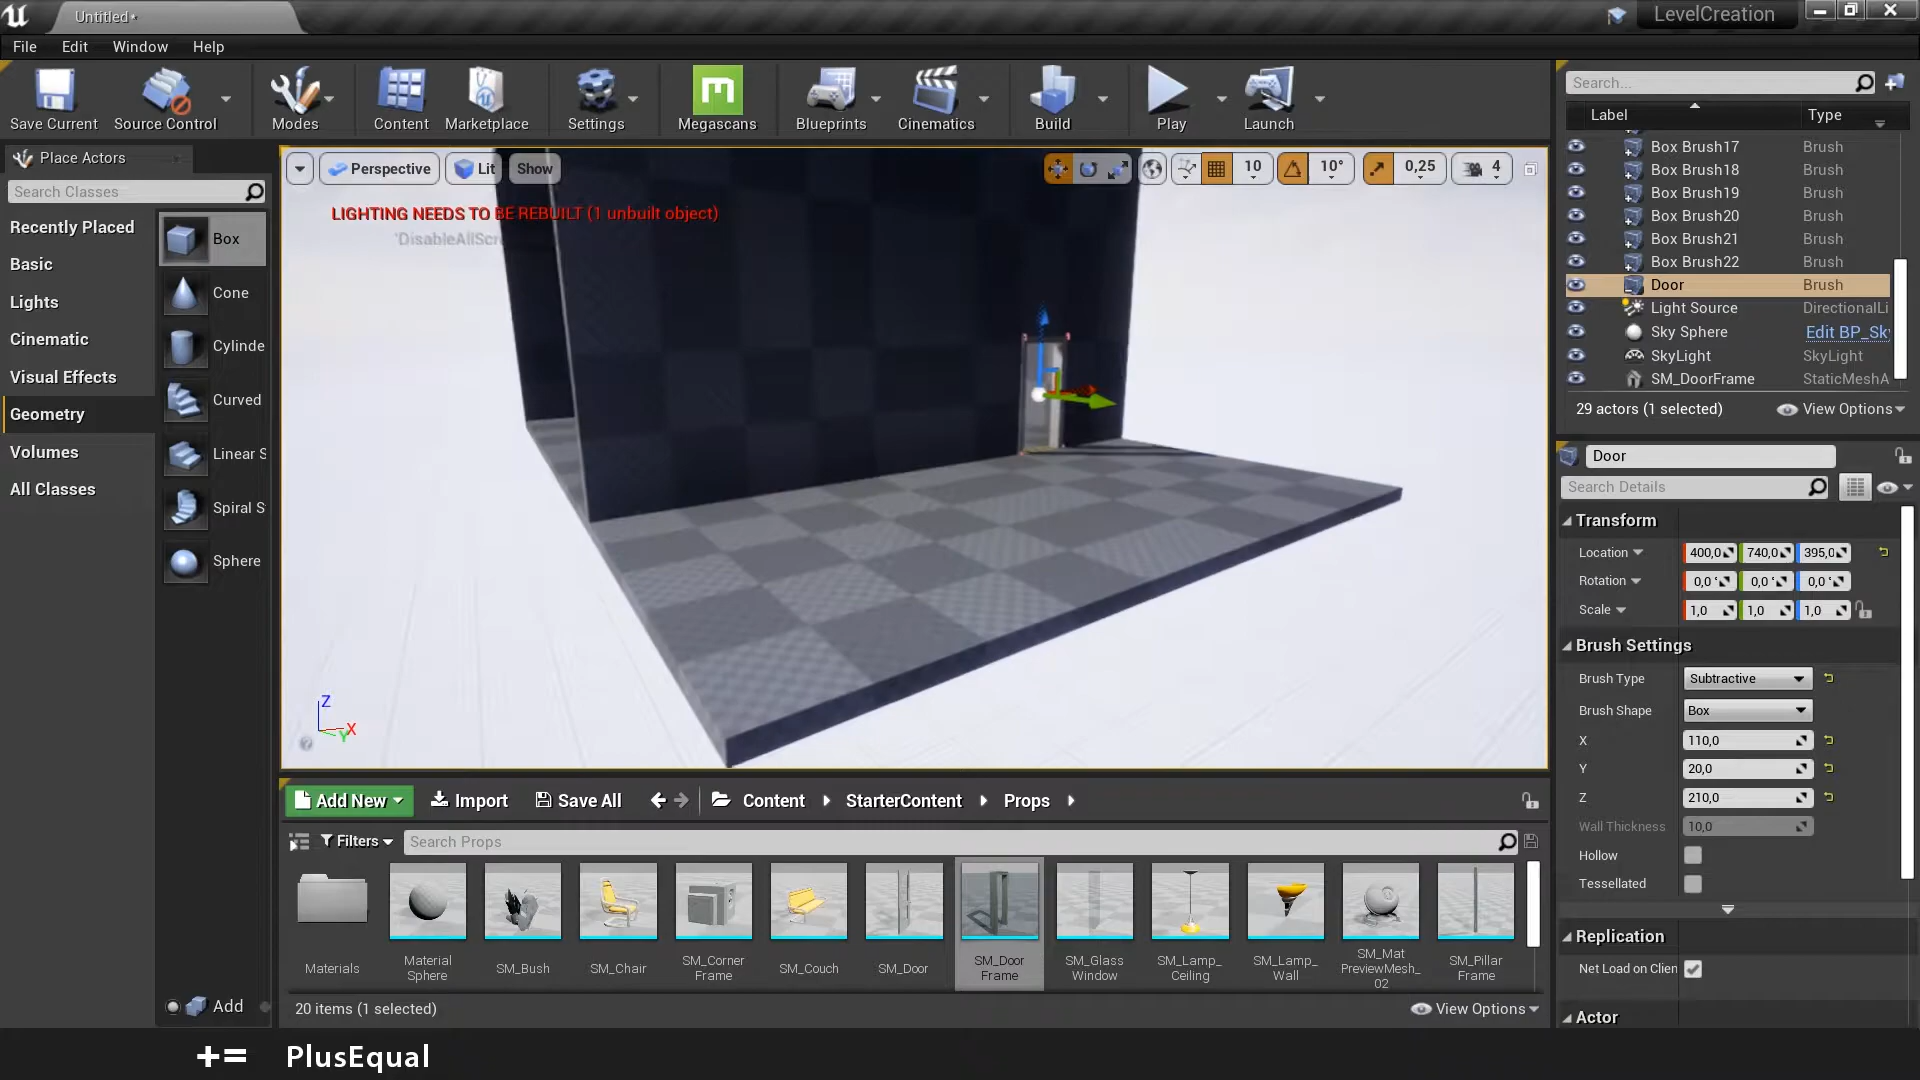 Untitled*
LevelCreation
File Edit Window Help
Save Current
Source Control
Modes
Content
Marketplace
Settings
Megascans
Blueprints
Cinematics
Build
Play
Launch
Place Actors
Search Classes
Recently Placed
Basic
Lights
Cinematic
Visual Effects
Geometry
Volumes
All Classes
Box
Cone
Cylinde
Curved
Linear S
Spiral S
Sphere
Add
Perspective
Lit
Show
10
10°
0,25
4
LIGHTING NEEDS TO BE REBUILT (1 unbuilt object)
'DisableAllScre
Z
X
Y
Search...
Label Type
Box Brush17 Brush
Box Brush18 Brush
Box Brush19 Brush
Box Brush20 Brush
Box Brush21 Brush
Box Brush22 Brush
Door Brush
Light Source DirectionalLi
Sky Sphere Edit BP_Sky
SkyLight SkyLight
SM_DoorFrame StaticMeshA
29 actors (1 selected)
View Options
Door
Search Details
Transform
Location 400,0 740,0 395,0
Rotation 0,0 ° 0,0 ° 0,0 °
Scale 1,0 1,0 1,0
Brush Settings
Brush Type Subtractive
Brush Shape Box
X 110,0
Y 20,0
Z 210,0
Wall Thickness 10,0
Hollow
Tessellated
Replication
Net Load on Clien
Actor
Add New
Import
Save All
Content
StarterContent
Props
Filters
Search Props
Materials
Material
Sphere
SM_Bush
SM_Chair
SM_Corner
Frame
SM_Couch
SM_Door
SM_Door
Frame
SM_Glass
Window
SM_Lamp_
Ceiling
SM_Lamp_
Wall
SM_Mat
PreviewMesh_
02
SM_Pillar
Frame
20 items (1 selected)
View Options
+= PlusEqual